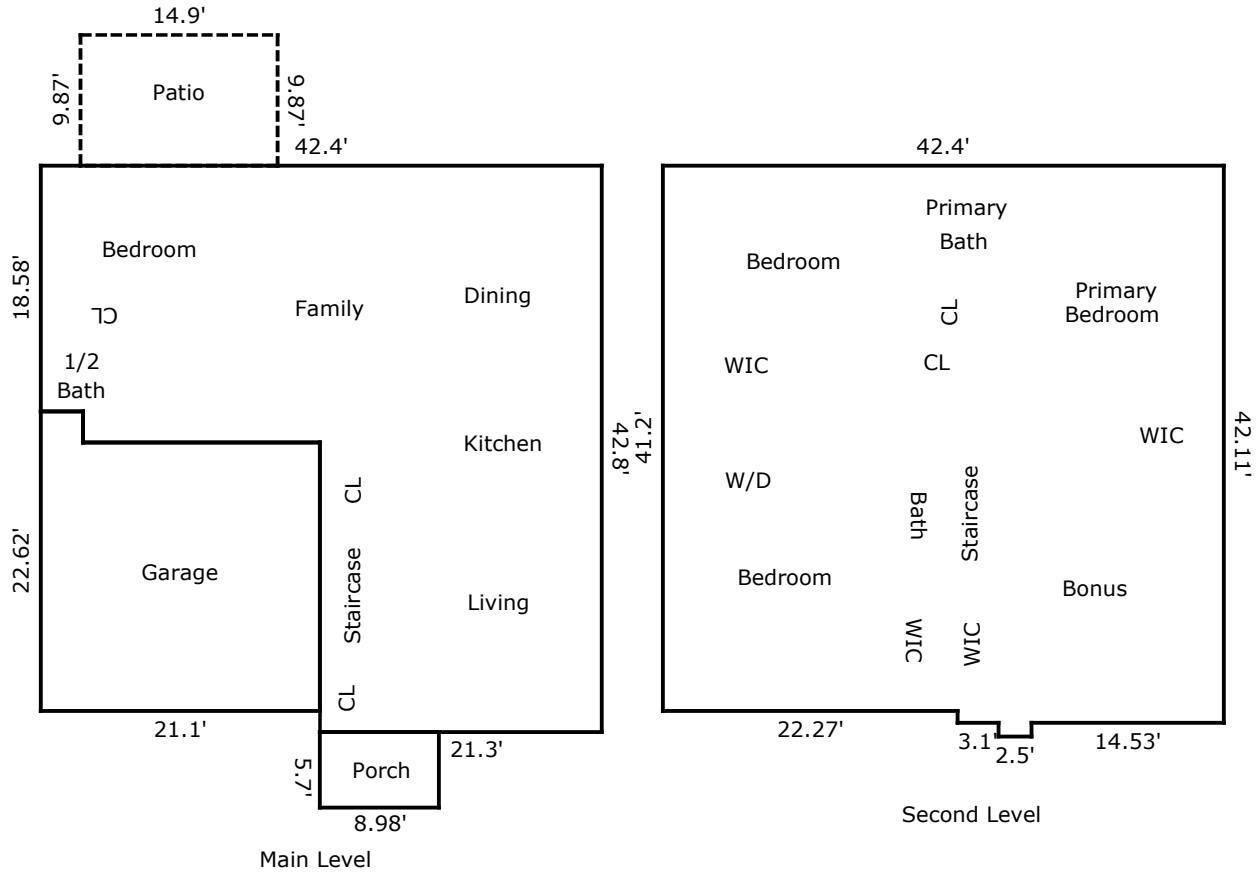 14.9'
9.87'
Patio
9.87'
42.4'
18.58'
Bedroom
CL
1/2
Bath
Family
Dining
Kitchen
42.8'
22.62'
Garage
CL
Staircase
CL
Living
21.1'
21.3'
5.7'
Porch
8.98'
Main Level
42.4'
41.2'
Bedroom
Primary
Bath
CL
Primary
Bedroom
WIC
CL
WIC
42.11'
W/D
Bath
Staircase
Bedroom
Bonus
WIC
WIC
22.27'
3.1'
2.5'
14.53'
Second Level